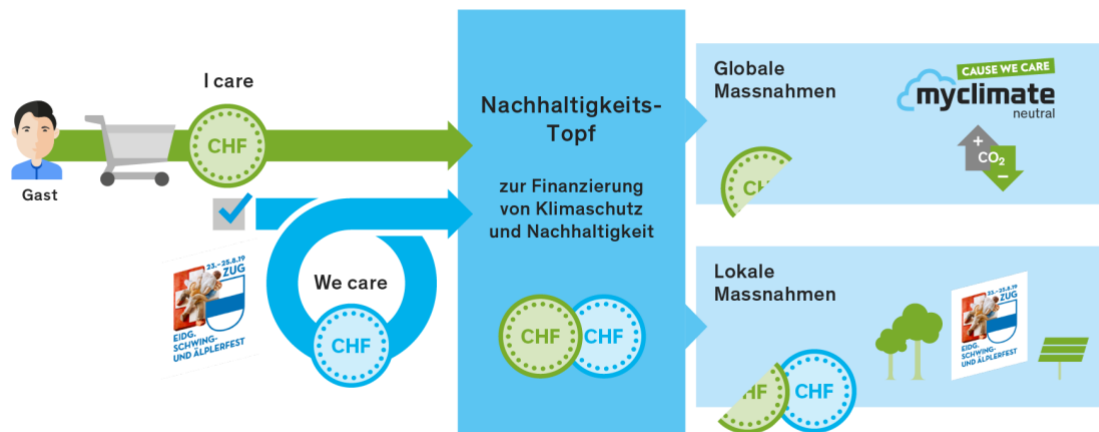 I care
CHF
Gast
23.-25.8.19
ZUG
EIDG.
SCHWING-
UND ÄLPLERFEST
We care
CHF
Nachhaltigkeits-
Topf
zur Finanzierung
von Klimaschutz
und Nachhaltigkeit
CHF
CHF
Globale
Massnahmen
CAUSE WE CARE
myclimate
neutral
+
CO₂
−
CH
Lokale
Massnahmen
23.-25.8.19
ZUG
EIDG.
SCHWING-
UND ÄLPLERFEST
HF
CHF